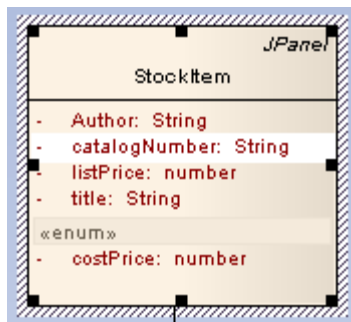 JPanel
StockItem
- Author: String
- catalogNumber: String
- listPrice: number
- title: String
«enum»
- costPrice: number